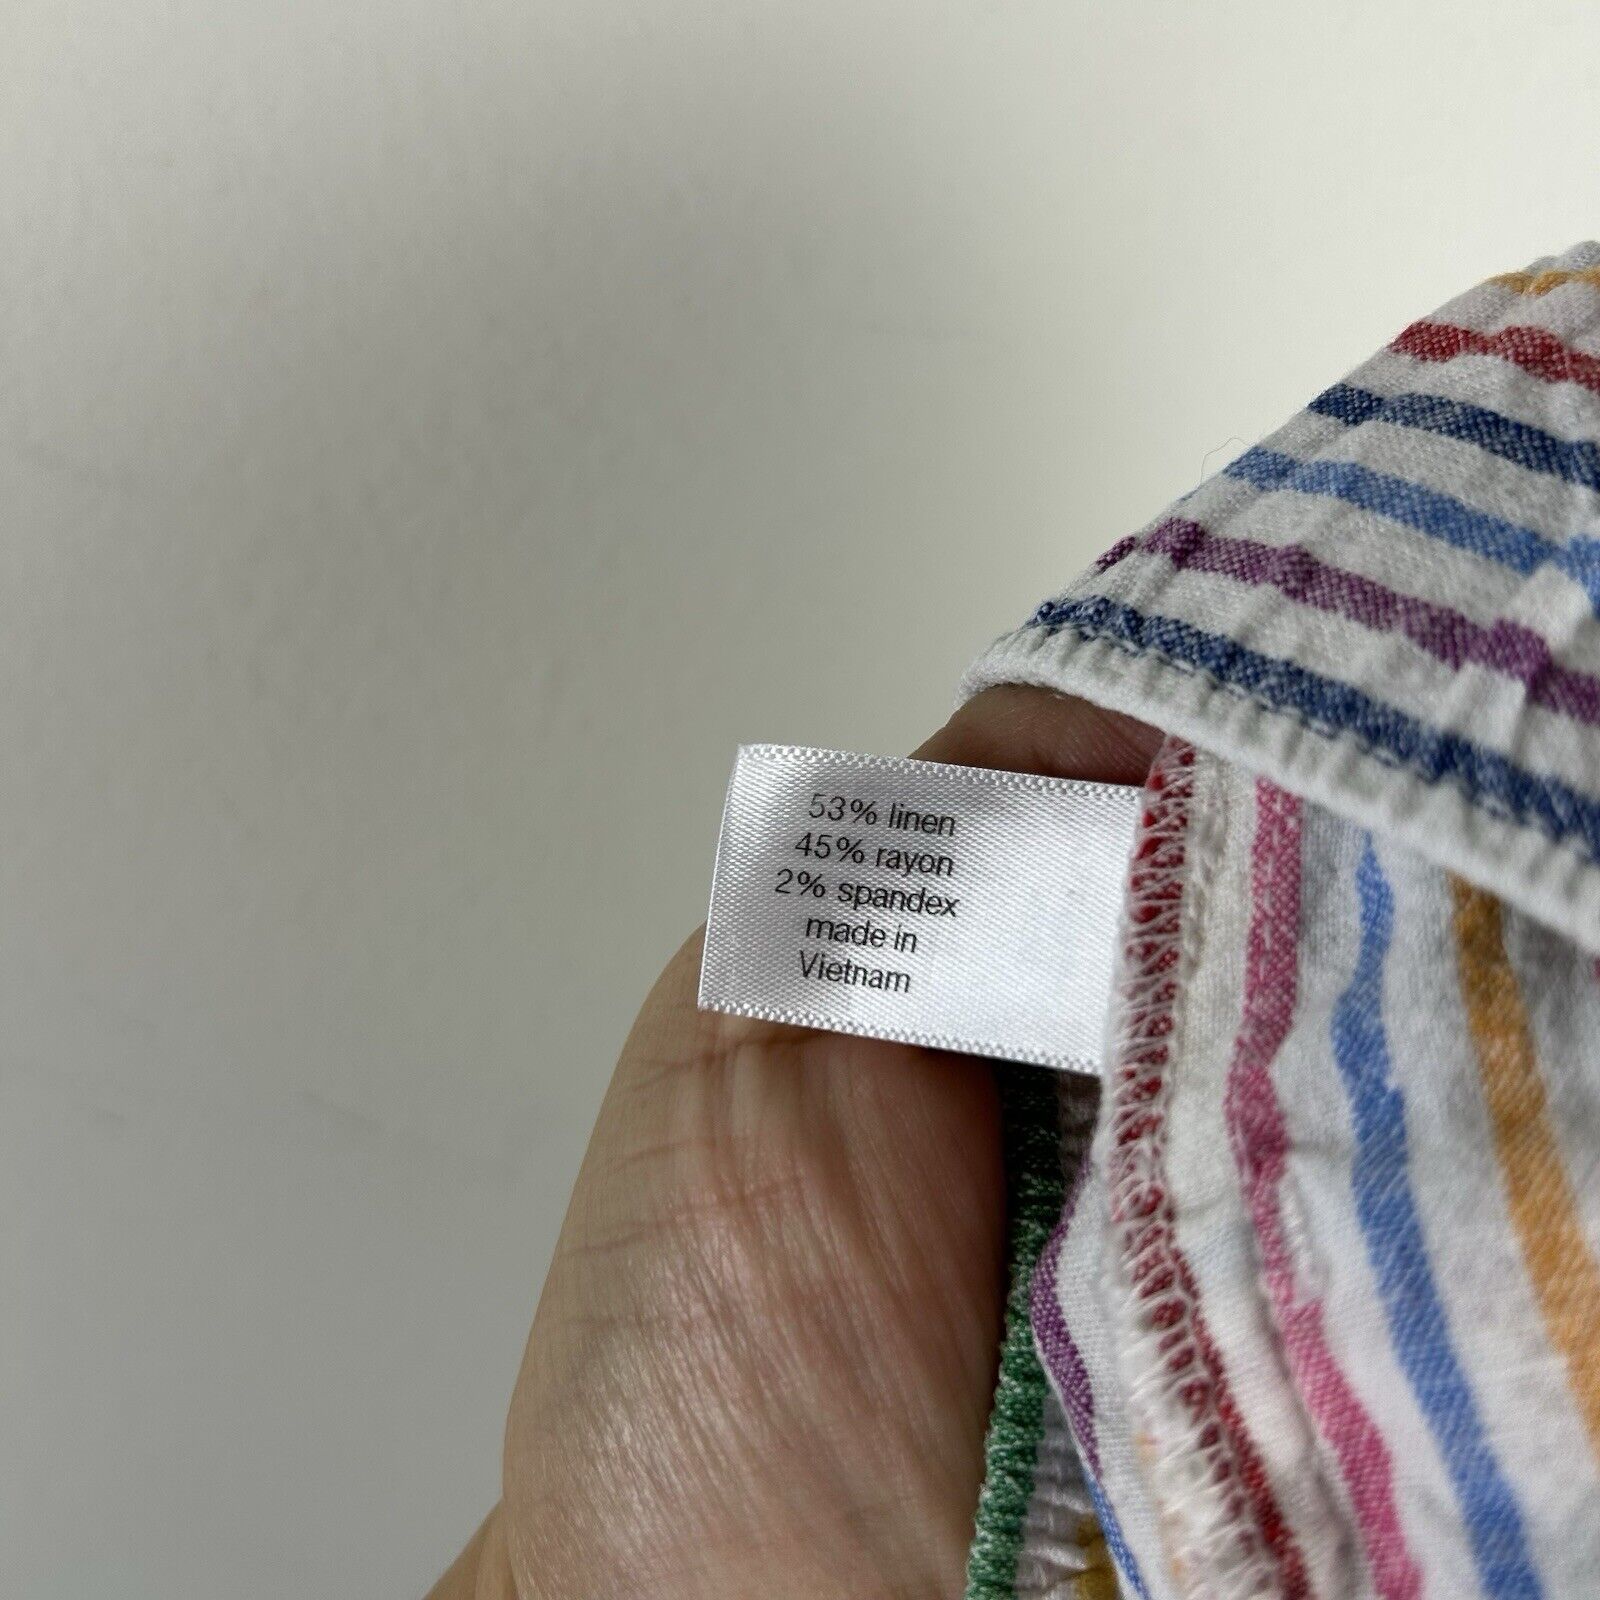 53% linen
45% rayon
2% spandex
made in
Vietnam